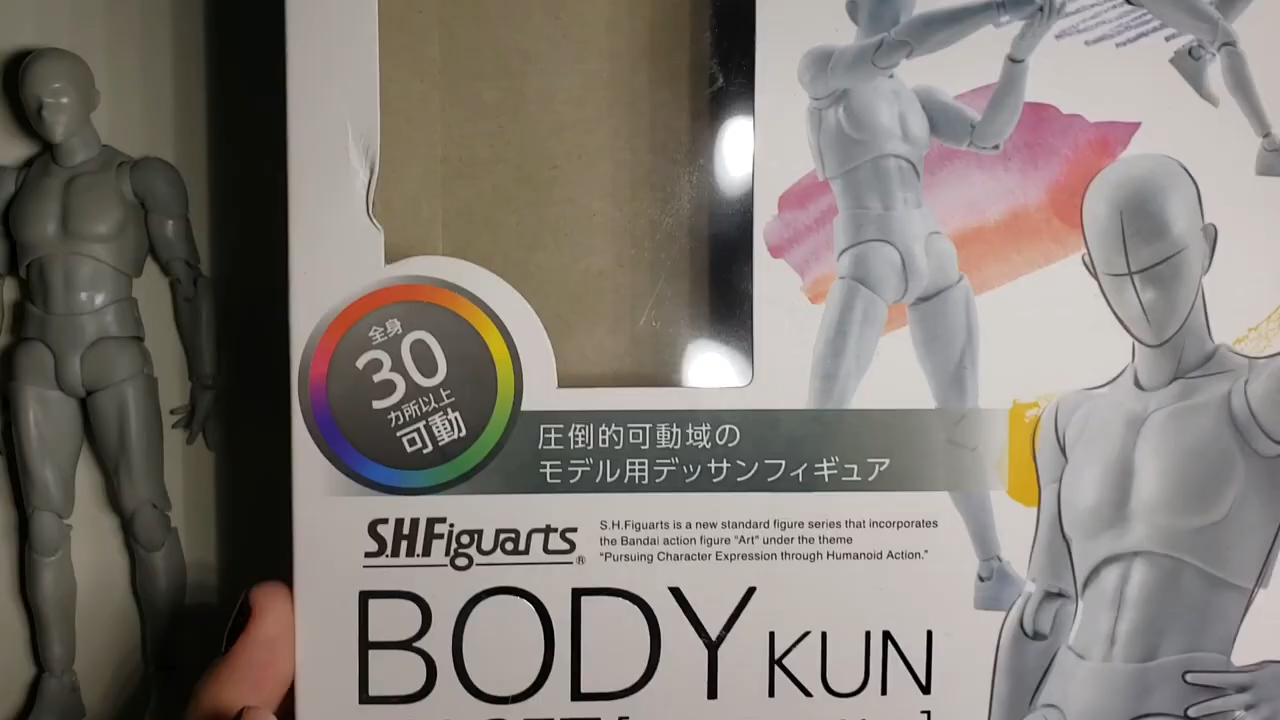 全身
30
カ所以上
可動
圧倒的可動域の
モデル用デッサンフィギュア
S.H.Figuarts®
S.H.Figuarts is a new standard figure series that incorporates
the Bandai action figure "Art" under the theme
"Pursuing Character Expression through Humanoid Action."
BODY KUN